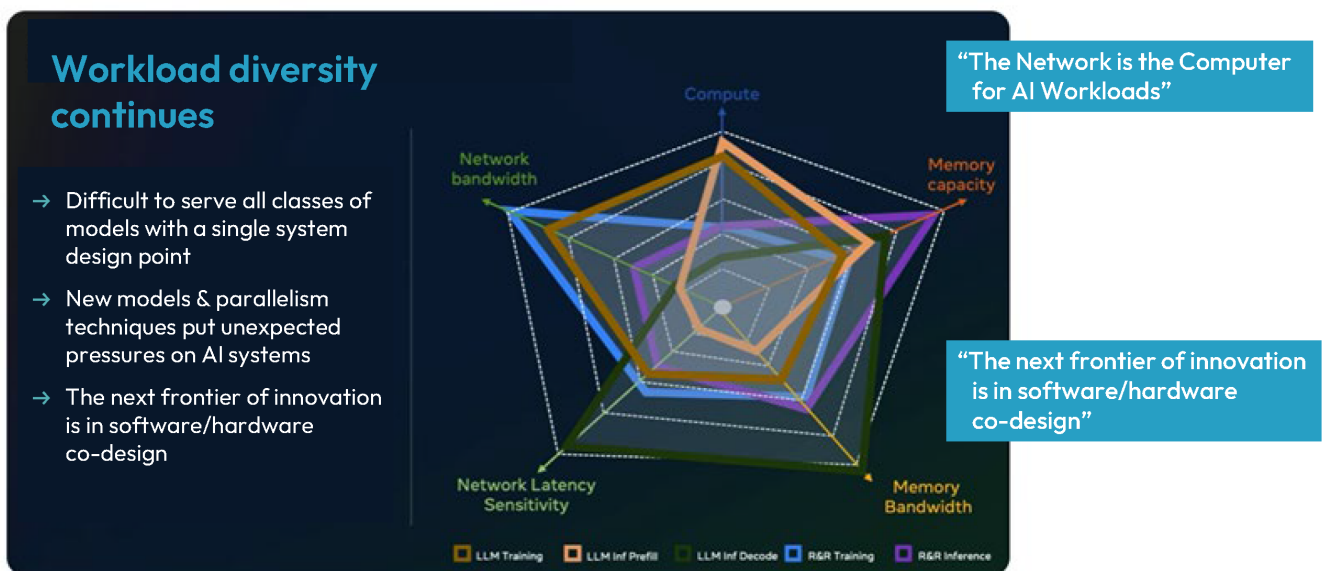 Workload diversity
continues
→ Difficult to serve all classes of
models with a single system
design point
→ New models & parallelism
techniques put unexpected
pressures on AI systems
→ The next frontier of innovation
is in software/hardware
co-design
Compute
Network
bandwidth
Memory
capacity
Network Latency
Sensitivity
Memory
Bandwidth
LLM Training
LLM Inf Prefill
LLM Inf Decode
R&R Training
R&R Inference
“The Network is the Computer
for AI Workloads”
“The next frontier of innovation
is in software/hardware
co-design”